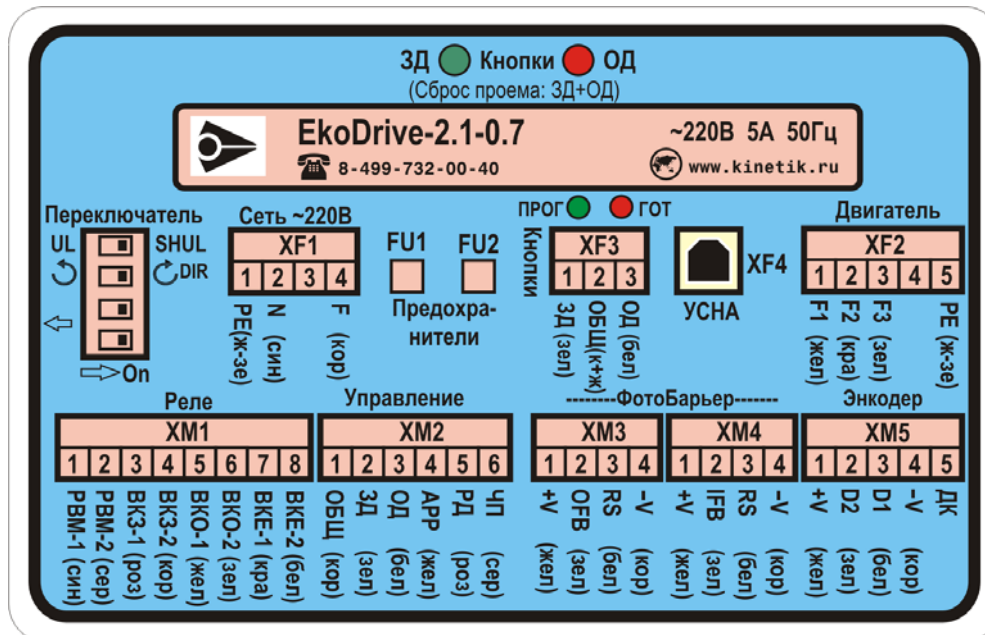 ЗД Кнопки ОД
(Сброс проема: ЗД+ОД)
EkoDrive-2.1-0.7
~220В 5А 50Гц
8-499-732-00-40
www.kinetik.ru
Переключатель
UL SHUL
DIR
On
Сеть ~220В
XF1
1 2 3 4
PE(ж-зе)
N (син)
F (кор)
FU1 FU2
Предохра-
нители
ПРОГ ГОТ
Кнопки
XF3
1 2 3
ЗД (зел)
ОБЩ(к+ж)
ОД (бел)
XF4
УСНА
Двигатель
XF2
1 2 3 4 5
F1 (жел)
F2 (кра)
F3 (зел)
PE (ж-зе)
Реле
XM1
1 2 3 4 5 6 7 8
РВМ-1 (син)
РВМ-2 (сер)
ВКЗ-1 (роз)
ВКЗ-2 (кор)
ВКО-1 (жел)
ВКО-2 (зел)
ВКЕ-1 (кра)
ВКЕ-2 (бел)
Управление
XM2
1 2 3 4 5 6
ОБЩ (кор)
ЗД (зел)
ОД (бел)
АРР (жел)
РД (роз)
ЧП (сер)
--------ФотоБарьер-------
XM3
1 2 3 4
+V (жел)
OFB (зел)
RS (бел)
-V (кор)
XM4
1 2 3 4
+V (жел)
IFB (зел)
RS (бел)
-V (кор)
Энкодер
XM5
1 2 3 4 5
+V (жел)
D2 (зел)
D1 (бел)
-V (кор)
ДК